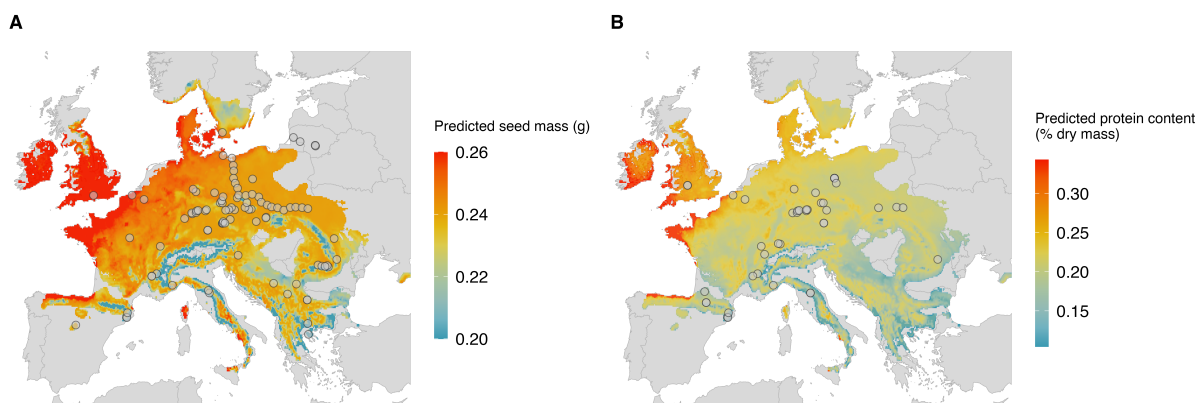 A
B
Predicted seed mass (g)
0.26
0.24
0.22
0.20
Predicted protein content
(% dry mass)
0.30
0.25
0.20
0.15